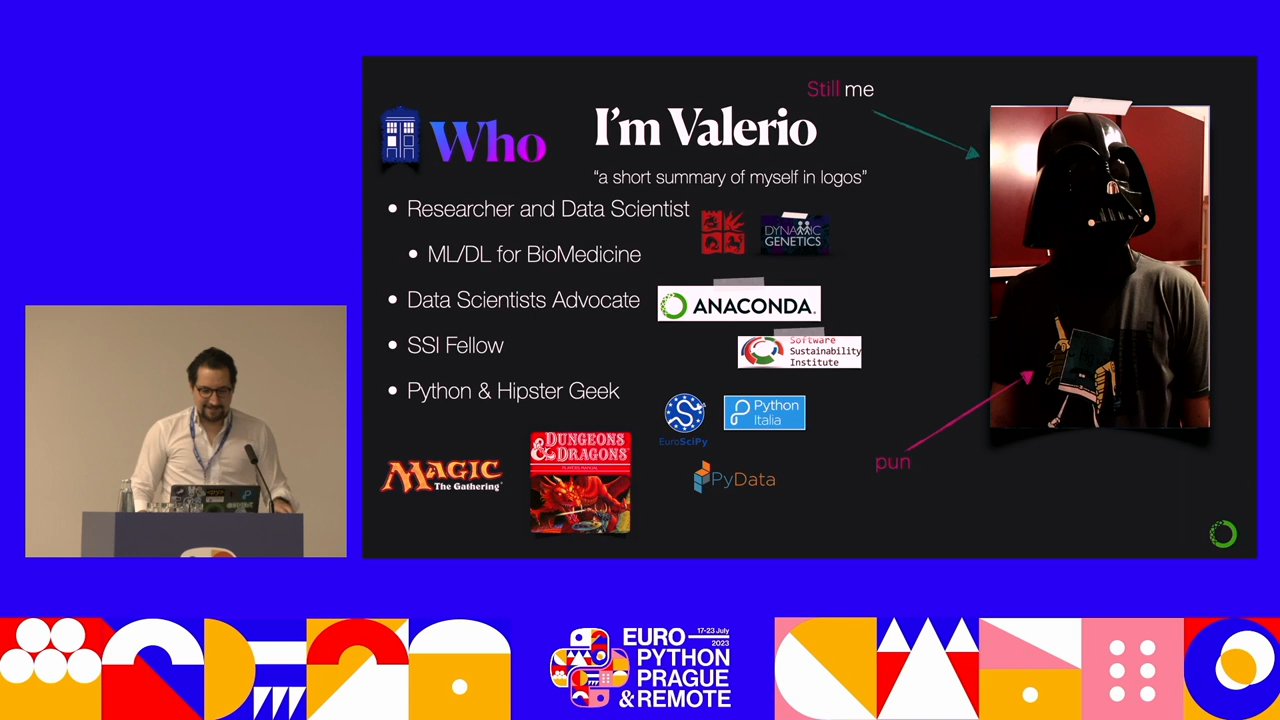 Still me
Who
I'm Valerio
“a short summary of myself in logos”
• Researcher and Data Scientist
DYNAMIC
GENETICS
• ML/DL for BioMedicine
• Data Scientists Advocate
ANACONDA.
• SSI Fellow
Software
Sustainability
Institute
• Python & Hipster Geek
EuroSciPy
Python
Italia
pun
MAGIC
The Gathering
DUNGEONS
& DRAGONS
PLAYERS MANUAL
PyData
EURO
17-23 July
2023
PYTHON
PRAGUE
& REMOTE